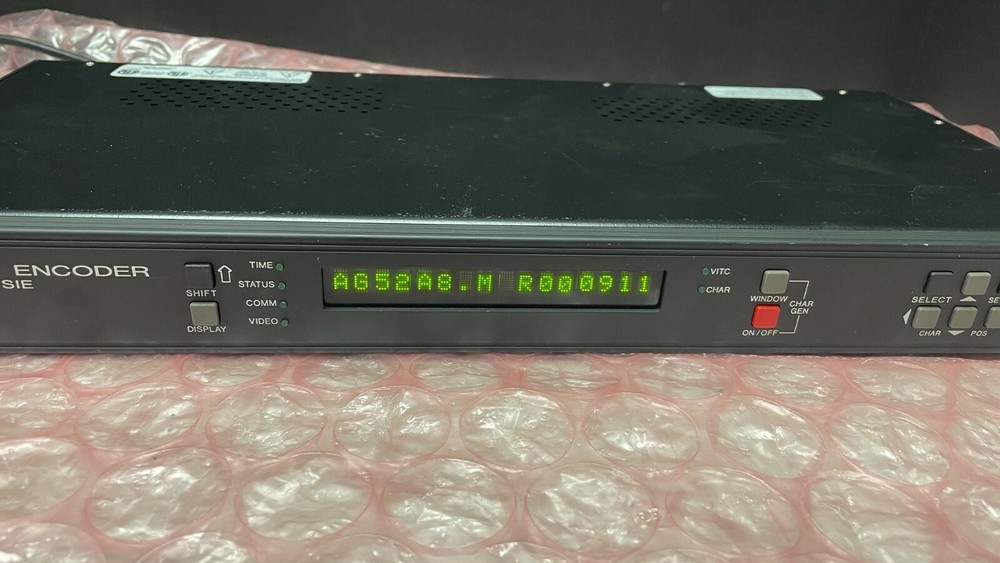 ENCODER
SIE
SHIFT
DISPLAY
TIME
STATUS
COMM
VIDEO
AG52A8.M R000911
VITC
CHAR
WINDOW
ON/OFF
CHAR
GEN
SELECT
CHAR
POS